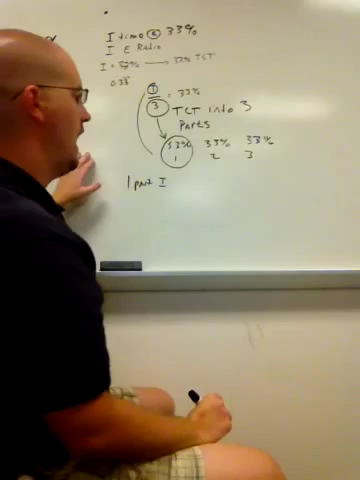 I time @ 33%
I E Ratio
I = 33% → 33% TCT
0.33
1/3 = 33%
TCT into 3
Parts
33% 33% 33%
1 2 3
1 part I